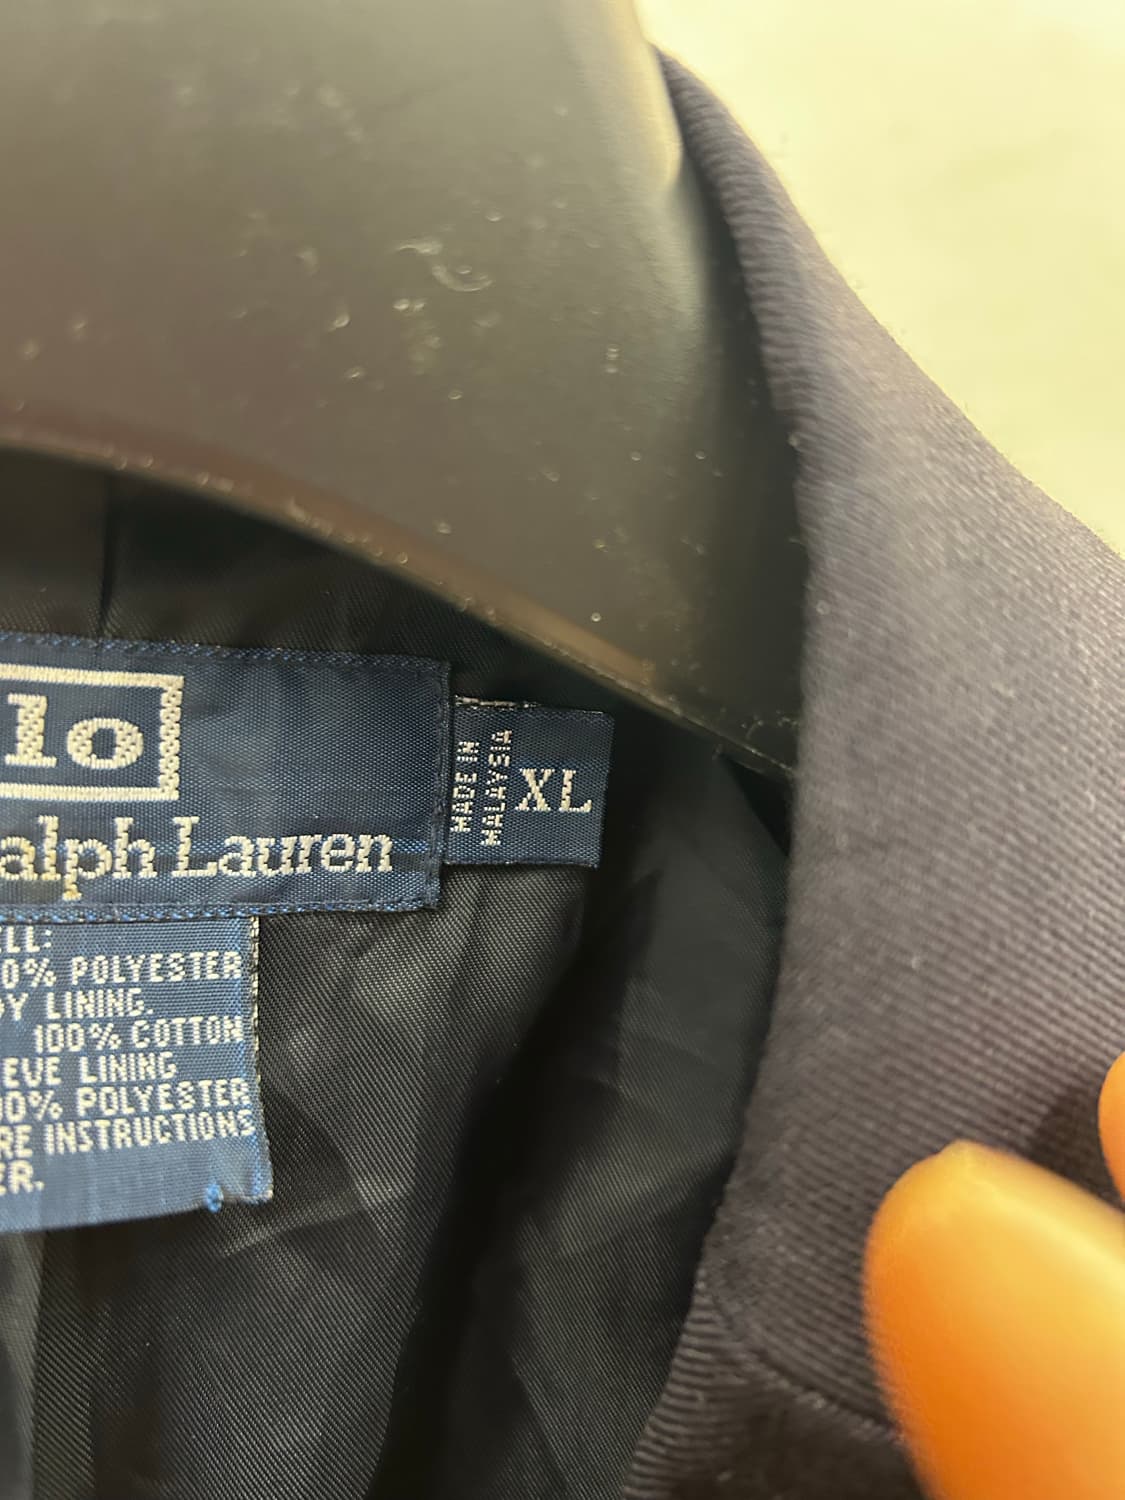 lo
alph Lauren
MADE IN
MALAYSIA
XL
ELL:
0% POLYESTER
DY LINING.
100% COTTON
EVE LINING
00% POLYESTER
RE INSTRUCTIONS
ER.